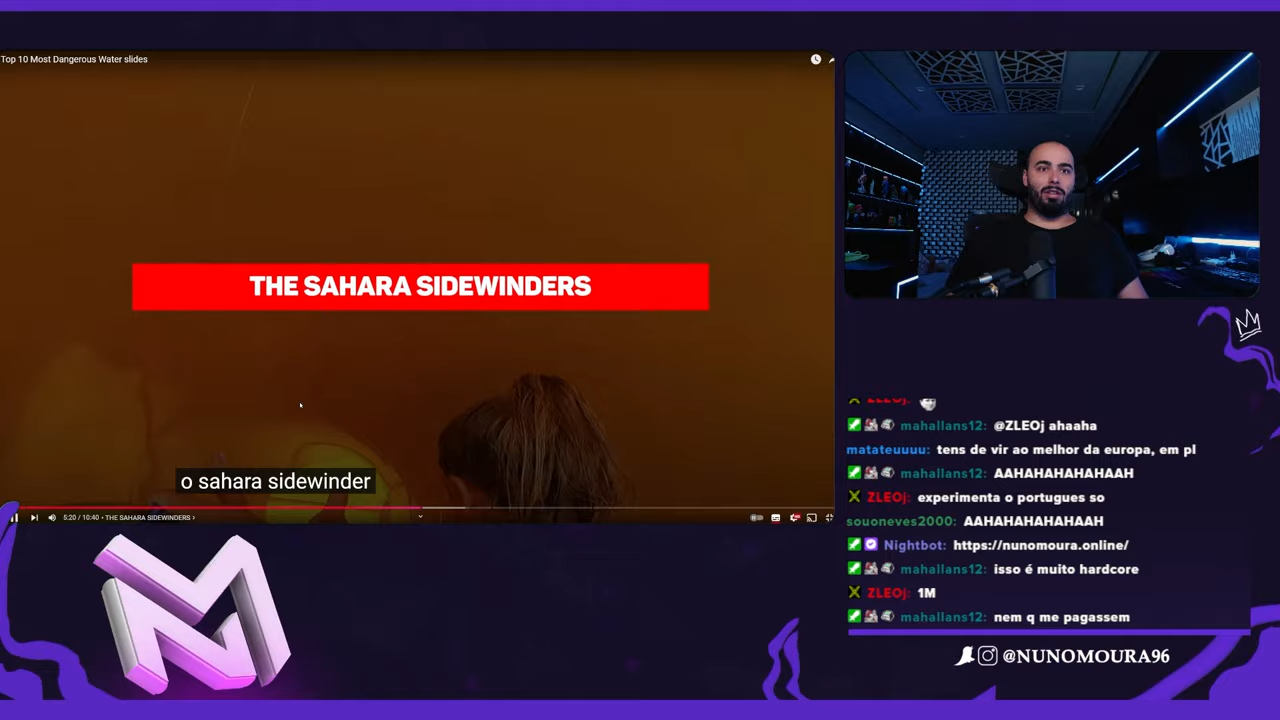 Top 10 Most Dangerous Water slides
THE SAHARA SIDEWINDERS
o sahara sidewinder
5:20 / 10:40 • THE SAHARA SIDEWINDERS ›
ZLEOj:
mahallans12: @ZLEOj ahaaha
matateuuuu: tens de vir ao melhor da europa, em pl
mahallans12: AAHAHAHAHAHAAH
ZLEOj: experimenta o portugues so
souoneves2000: AAHAHAHAHAHAAH
Nightbot: https://nunomoura.online/
mahallans12: isso é muito hardcore
ZLEOj: 1M
mahallans12: nem q me pagassem
@NUNOMOURA96